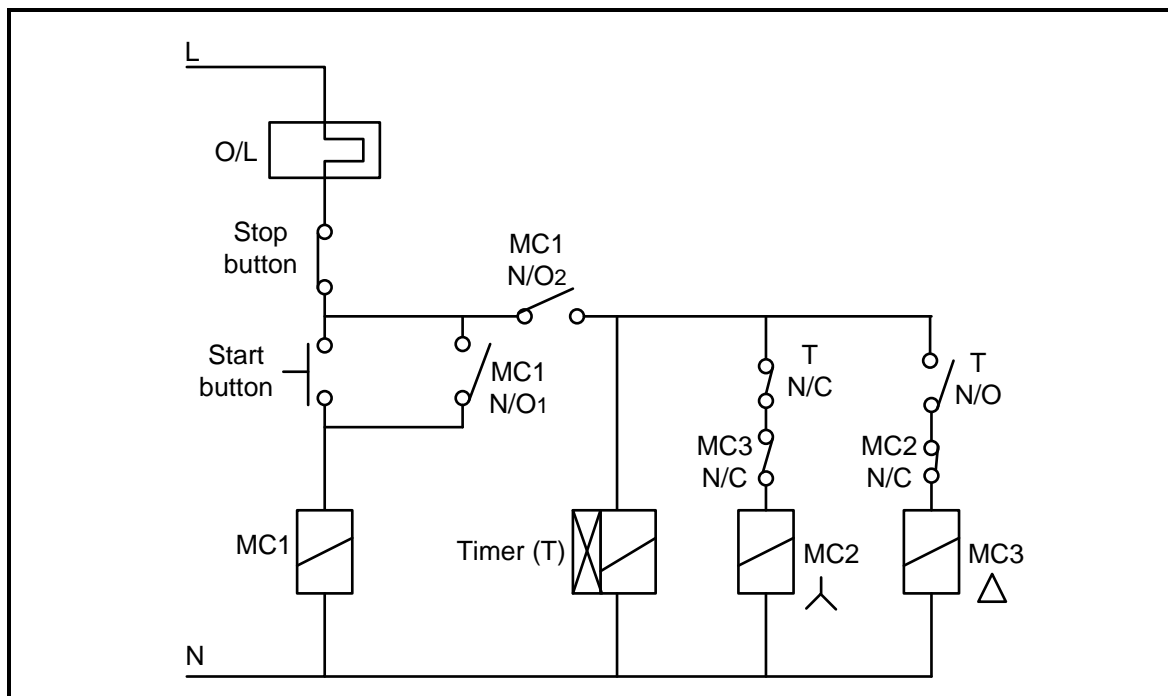 L
O/L
Stop
button
MC1
N/O2
Start
button
MC1
N/O1
T
N/C
T
N/O
MC3
N/C
MC2
N/C
MC1
Timer (T)
MC2
MC3
N